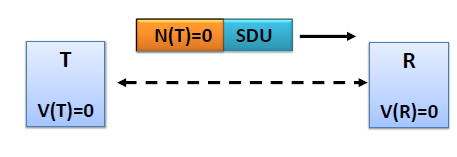 N(T)=0 SDU
T
V(T)=0
R
V(R)=0